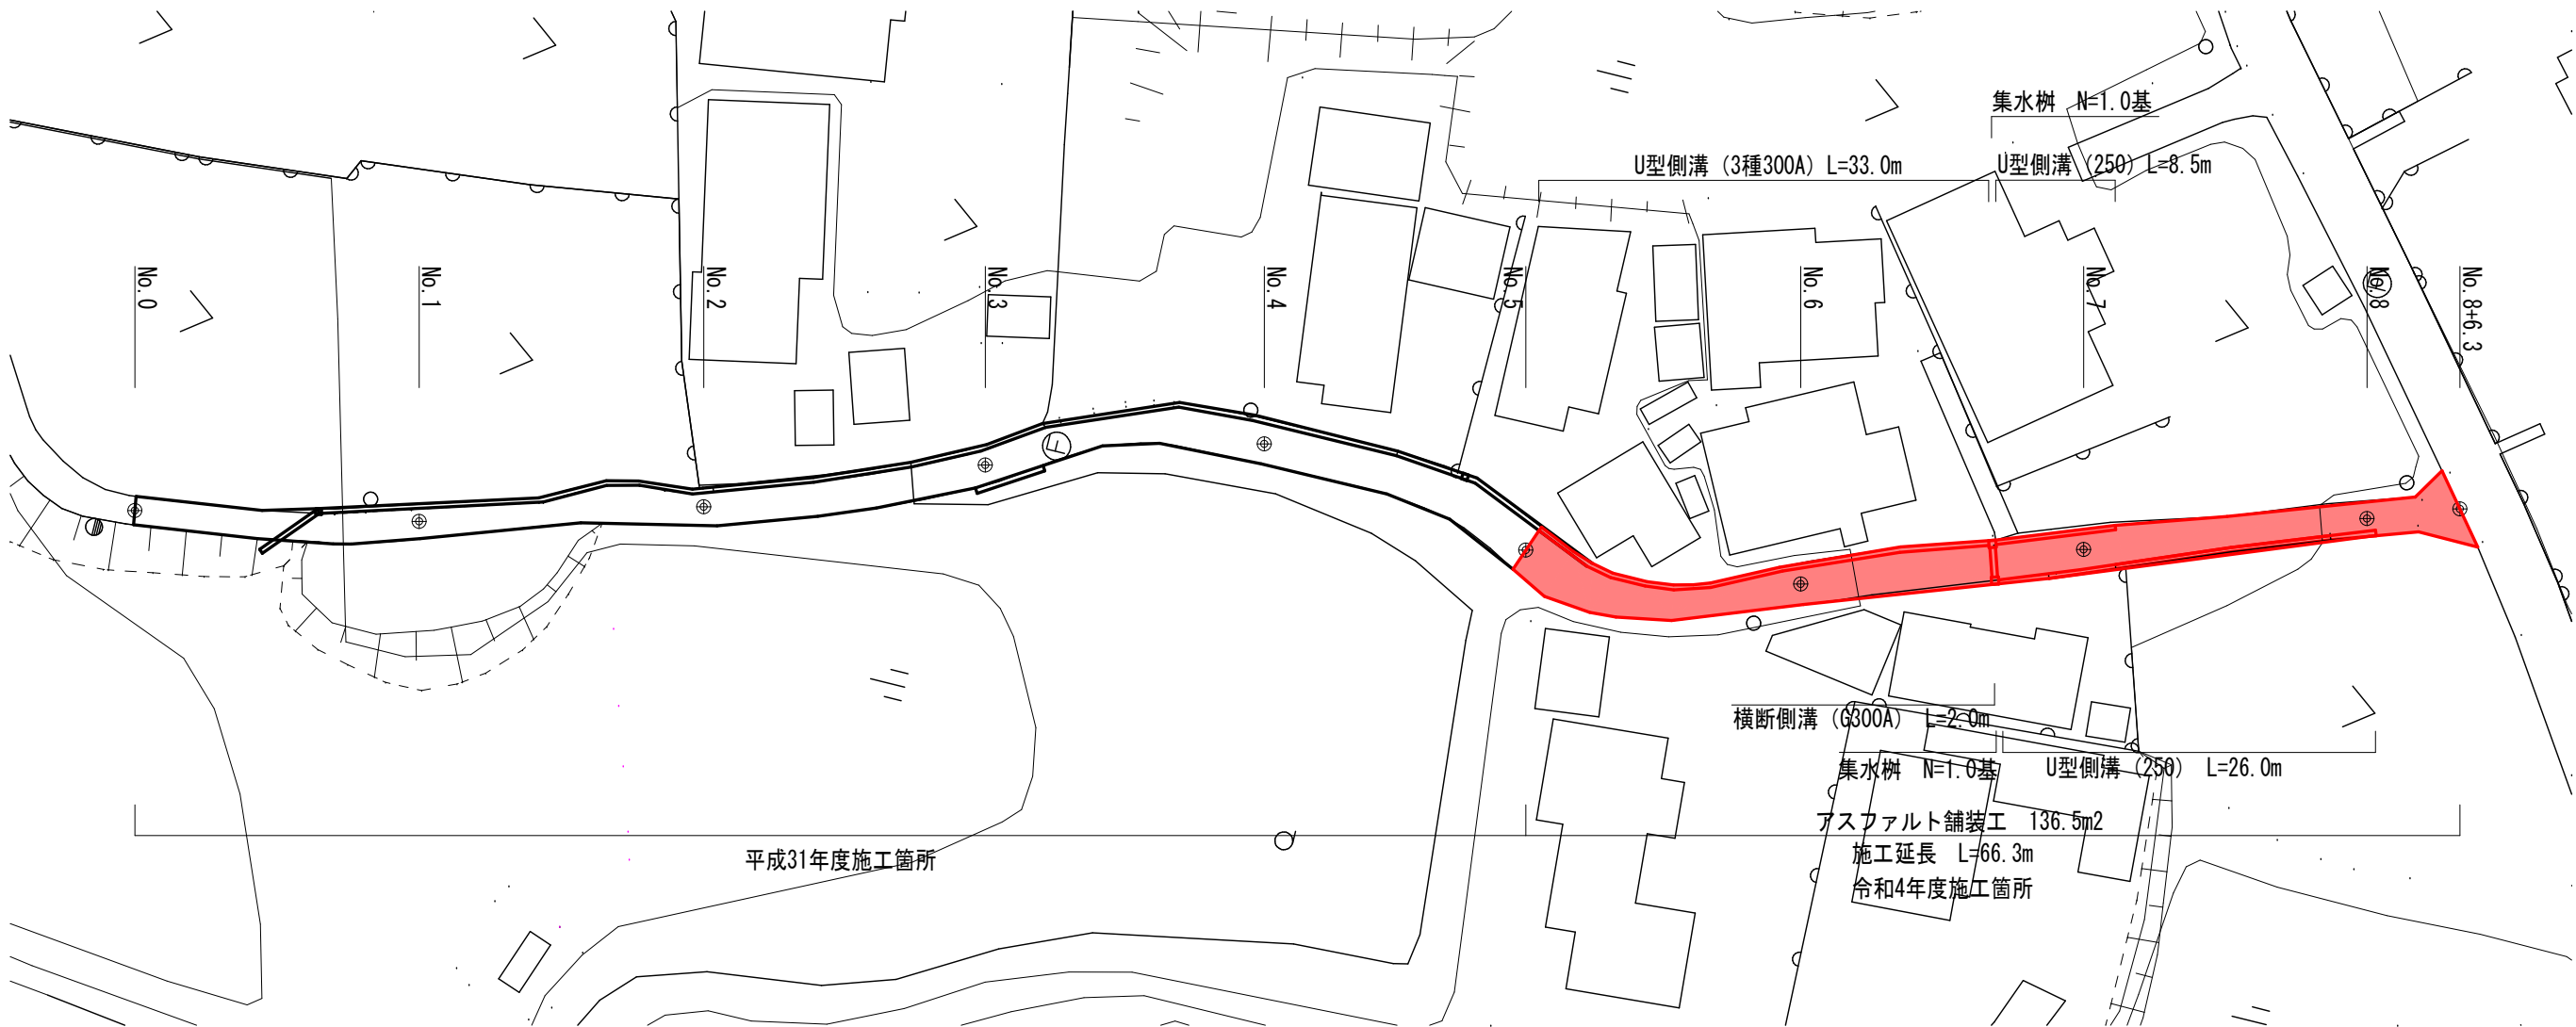 集水桝 N=1.0基
U型側溝 (3種300A) L=33.0m
U型側溝 (250) L=8.5m
No.0
No.1
No.2
No.3
No.4
No.5
No.6
No.7
No.8
No.8+6.3
横断側溝 (G300A) L=2.0m
集水桝 N=1.0基
U型側溝 (250) L=26.0m
アスファルト舗装工 136.5m2
平成31年度施工箇所
施工延長 L=66.3m
令和4年度施工箇所